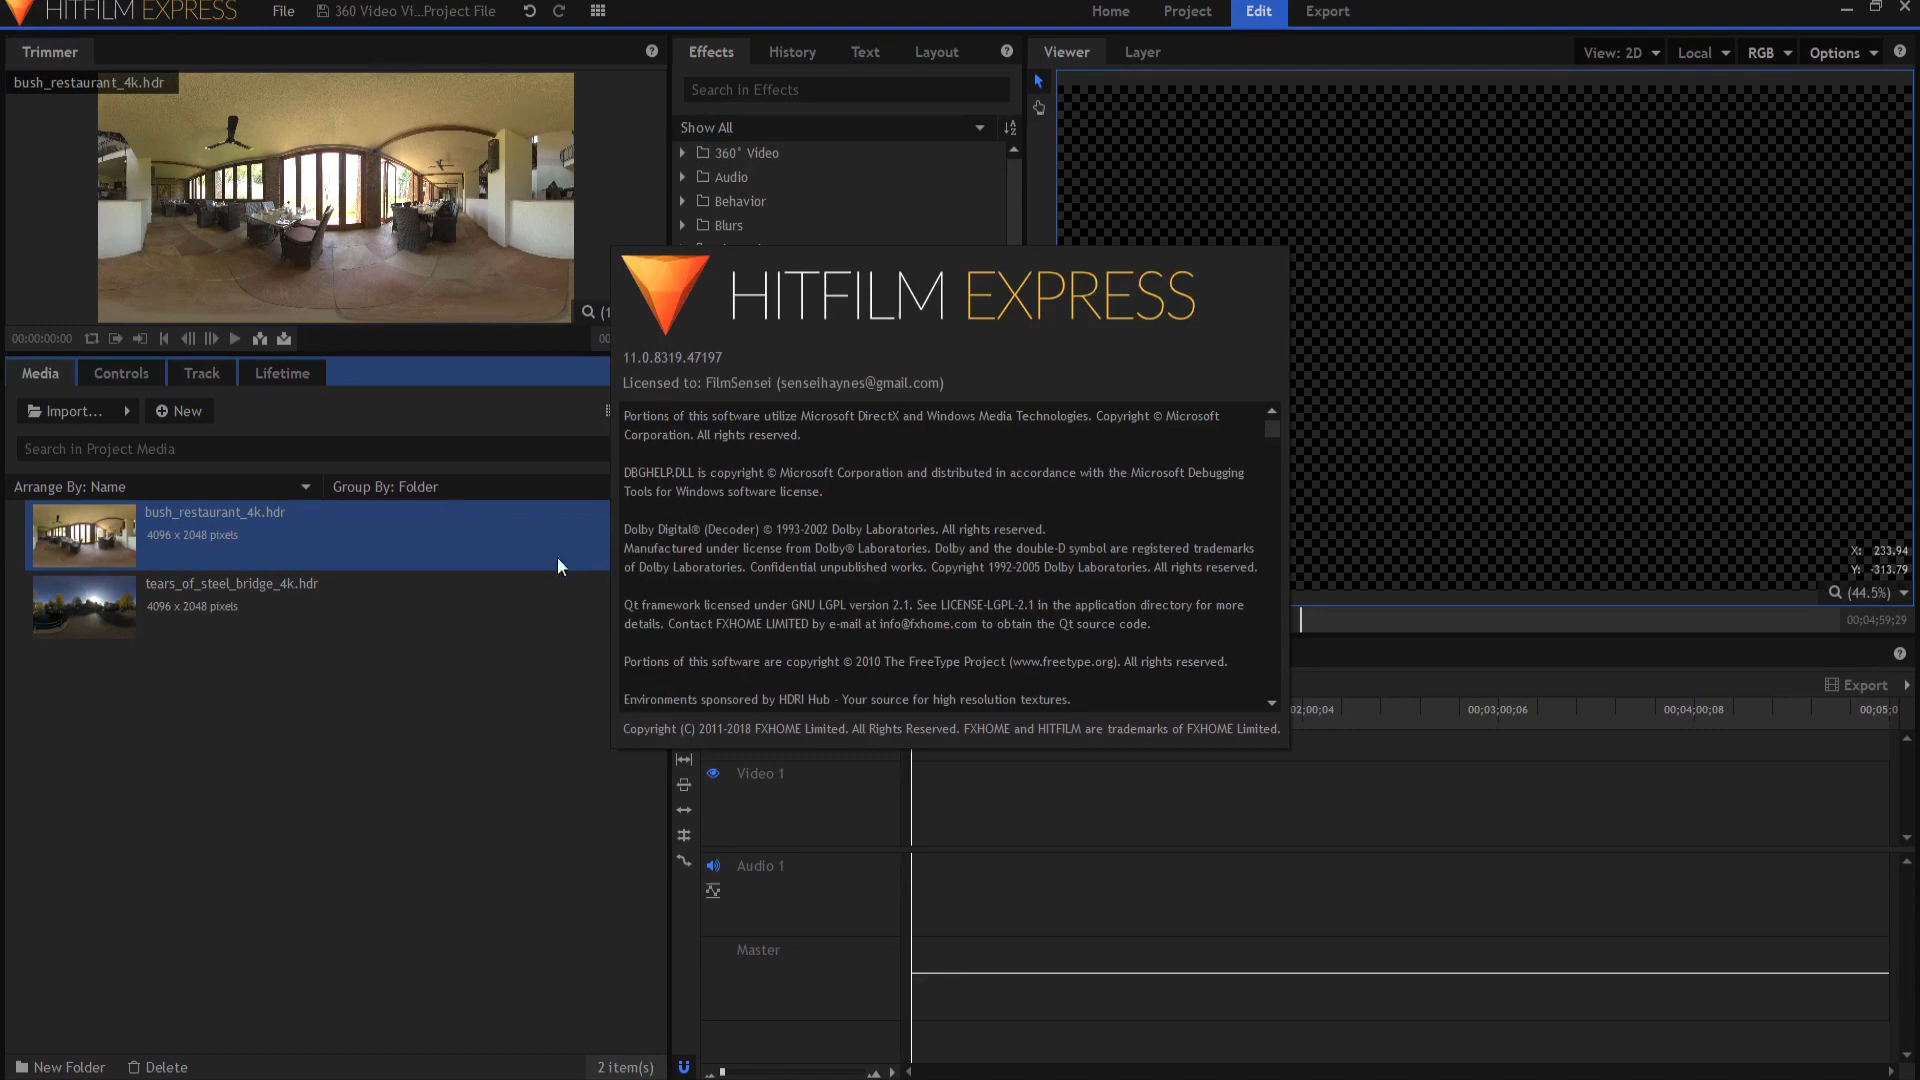 HITFILM EXPRESS
File
360 Video Vi...Project File
Home
Project
Edit
Export
Trimmer
bush_restaurant_4k.hdr
Effects
History
Text
Layout
Search in Effects
Show All
360° Video
Audio
Behavior
Blurs
Viewer
Layer
View: 2D
Local
RGB
Options
00:00:00:00
Media
Controls
Track
Lifetime
Import...
New
Search in Project Media
Arrange By: Name
Group By: Folder
bush_restaurant_4k.hdr
4096 x 2048 pixels
tears_of_steel_bridge_4k.hdr
4096 x 2048 pixels
HITFILM EXPRESS
11.0.8319.47197
Licensed to: FilmSensei (senseihaynes@gmail.com)
Portions of this software utilize Microsoft DirectX and Windows Media Technologies. Copyright © Microsoft
Corporation. All rights reserved.
DBGHELP.DLL is copyright © Microsoft Corporation and distributed in accordance with the Microsoft Debugging
Tools for Windows software license.
Dolby Digital® (Decoder) © 1993-2002 Dolby Laboratories. All rights reserved.
Manufactured under license from Dolby® Laboratories. Dolby and the double-D symbol are registered trademarks
of Dolby Laboratories. Confidential unpublished works. Copyright 1992-2005 Dolby Laboratories. All rights reserved.
Qt framework licensed under GNU LGPL version 2.1. See LICENSE-LGPL-2.1 in the application directory for more
details. Contact FXHOME LIMITED by e-mail at info@fxhome.com to obtain the Qt source code.
Portions of this software are copyright © 2010 The FreeType Project (www.freetype.org). All rights reserved.
Environments sponsored by HDRI Hub - Your source for high resolution textures.
Copyright (C) 2011-2018 FXHOME Limited. All Rights Reserved. FXHOME and HITFILM are trademarks of FXHOME Limited.
X: 233.94
Y: -313.79
(44.5%)
00;04;59;29
Export
02;00;04
00;03;00;06
00;04;00;08
00;05;0
Video 1
Audio 1
Master
New Folder
Delete
2 item(s)